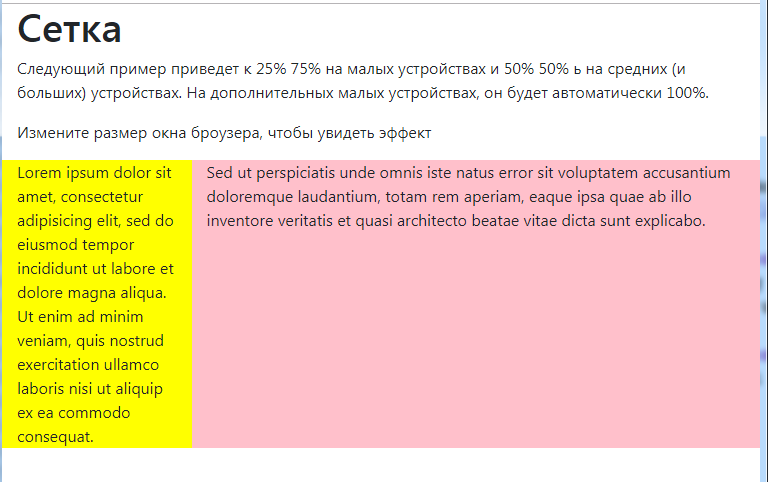 Сетка
Следующий пример приведет к 25% 75% на малых устройствах и 50% 50% ь на средних (и
больших) устройствах. На дополнительных малых устройствах, он будет автоматически 100%.
Измените размер окна броузера, чтобы увидеть эффект
Lorem ipsum dolor sit
amet, consectetur
adipisicing elit, sed do
eiusmod tempor
incididunt ut labore et
dolore magna aliqua.
Ut enim ad minim
veniam, quis nostrud
exercitation ullamco
laboris nisi ut aliquip
ex ea commodo
consequat.
Sed ut perspiciatis unde omnis iste natus error sit voluptatem accusantium
doloremque laudantium, totam rem aperiam, eaque ipsa quae ab illo
inventore veritatis et quasi architecto beatae vitae dicta sunt explicabo.